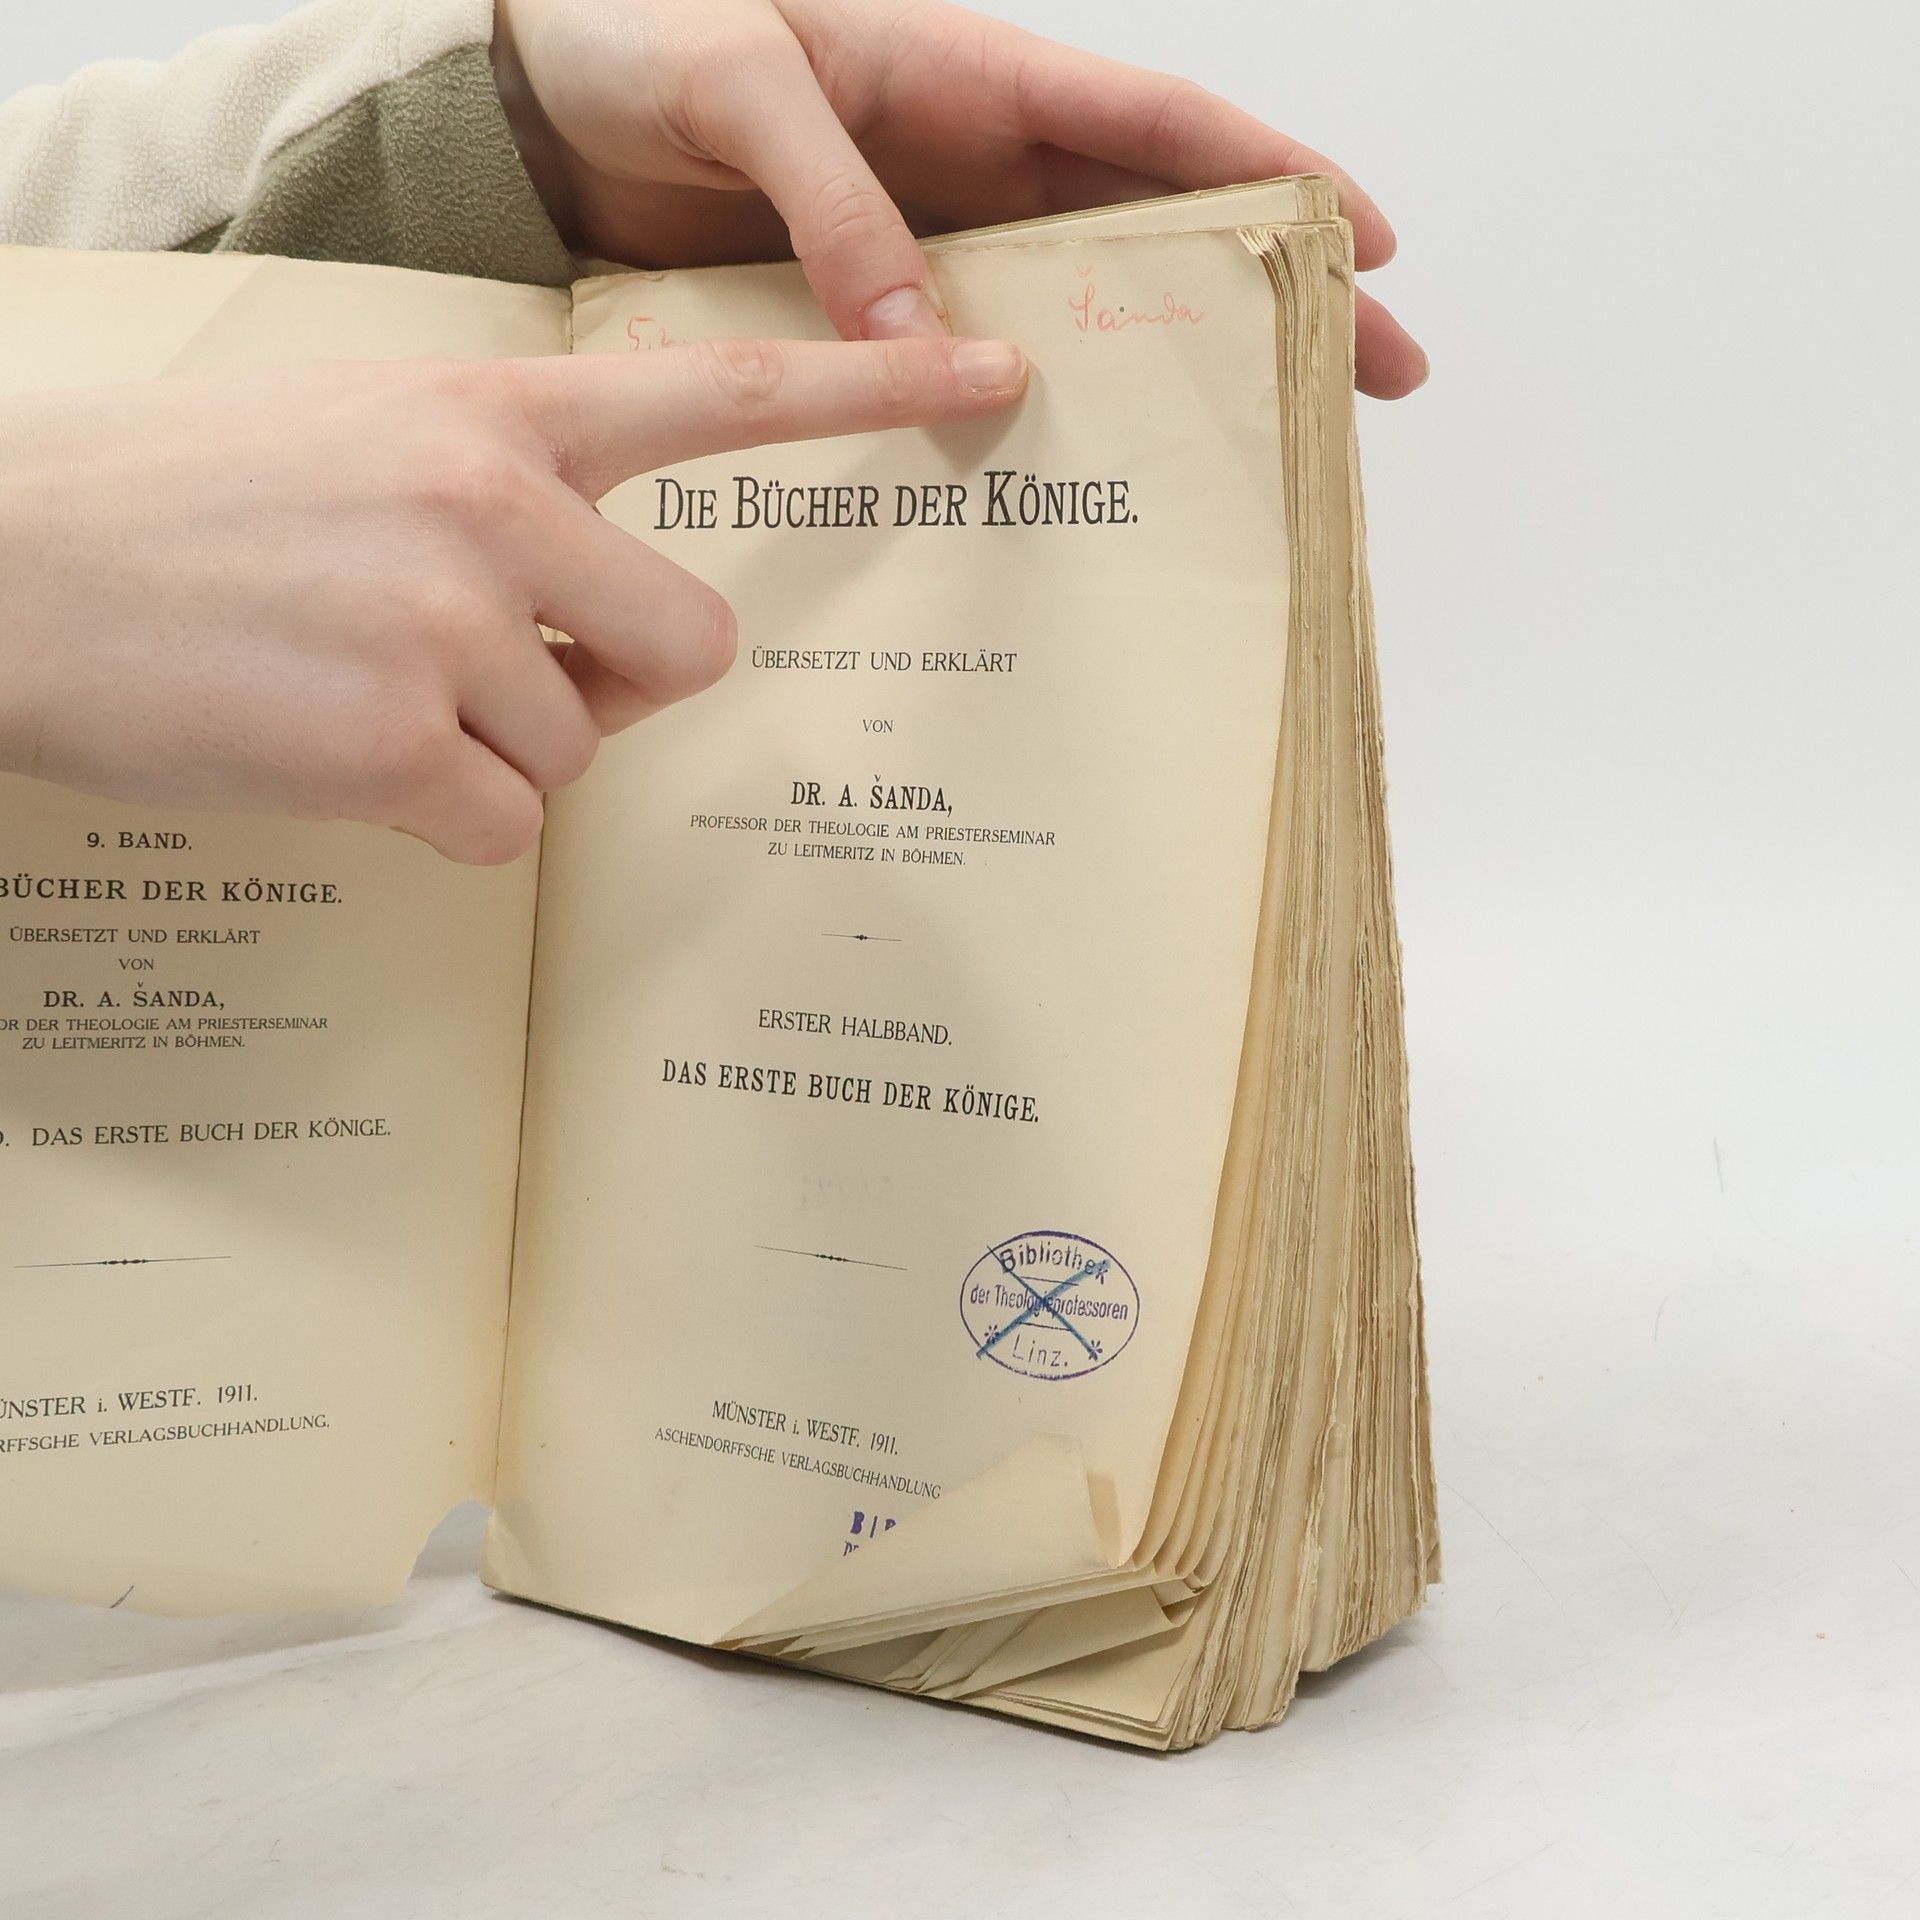 9. BAND.
BÜCHER DER KÖNIGE.
ÜBERSETZT UND ERKLÄRT
VON
DR. A. ŠANDA,
DER THEOLOGIE AM PRIESTERSEMINAR
ZU LEITMERITZ IN BÖHMEN.
DAS ERSTE BUCH DER KÖNIGE.
i. WESTF. 1911.
VERLAGSBUCHHANDLUNG.
Šanda
DIE BÜCHER DER KÖNIGE.
ÜBERSETZT UND ERKLÄRT
VON
DR. A. ŠANDA,
PROFESSOR DER THEOLOGIE AM PRIESTERSEMINAR
ZU LEITMERITZ IN BÖHMEN.
ERSTER HALBBAND.
DAS ERSTE BUCH DER KÖNIGE.
Bibliothek
der Theologieprofessoren
Linz.
MÜNSTER i. WESTF. 1911.
ASCHENDORFFSCHE VERLAGSBUCHHANDLUNG